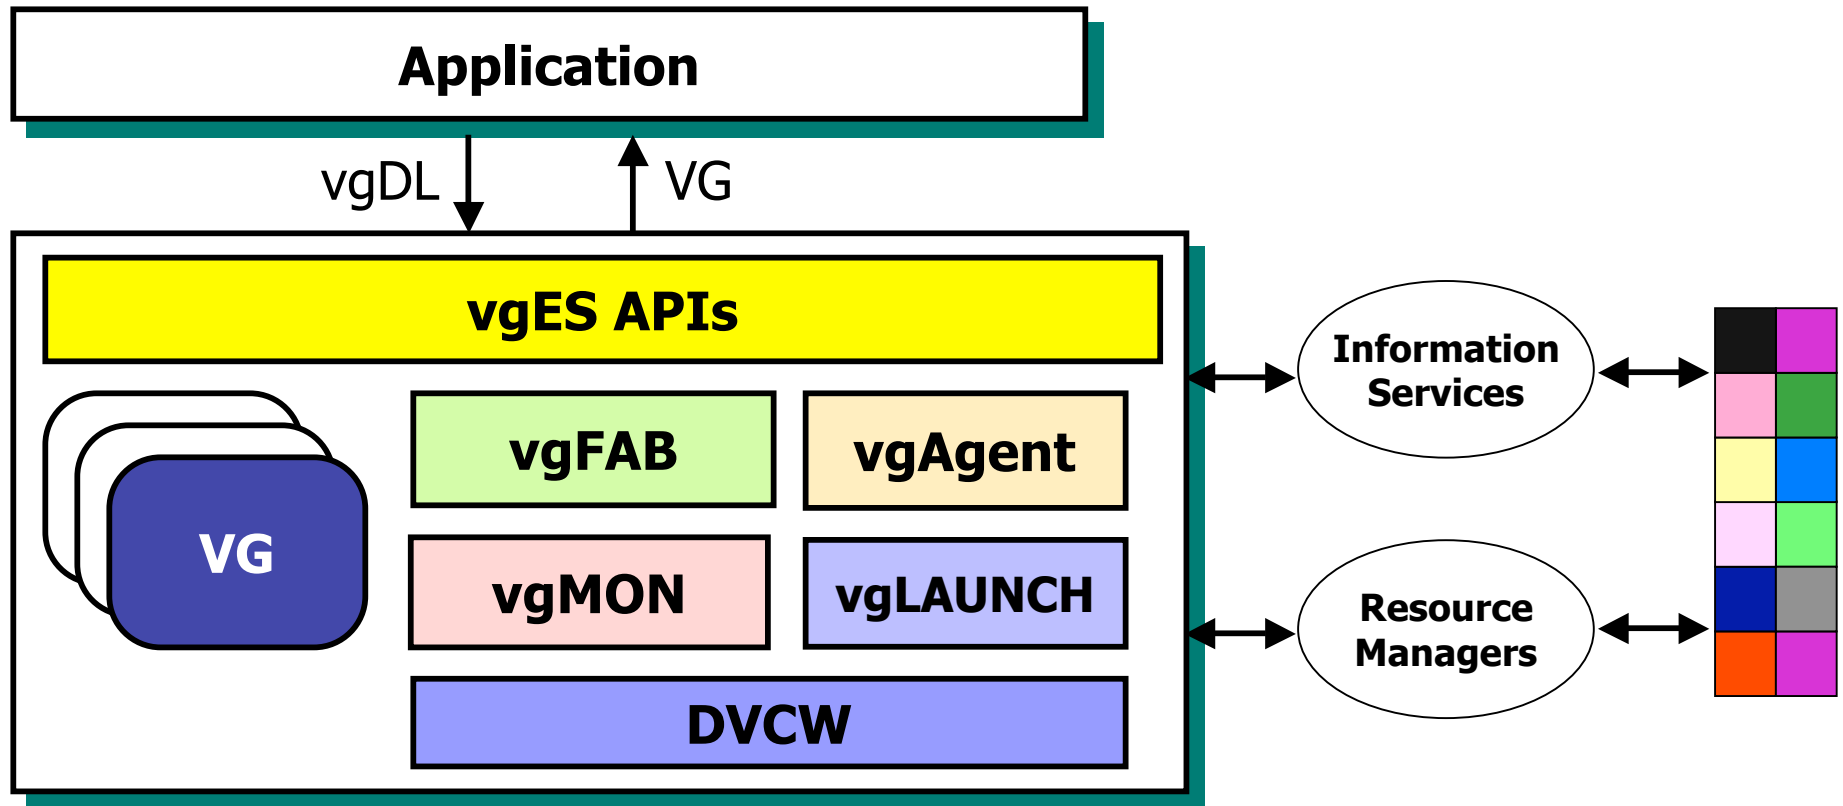 Application
vgDL
VG
vgES APIs
vgFAB
vgAgent
VG
vgMON
vgLAUNCH
DVCW
Information
Services
Resource
Managers